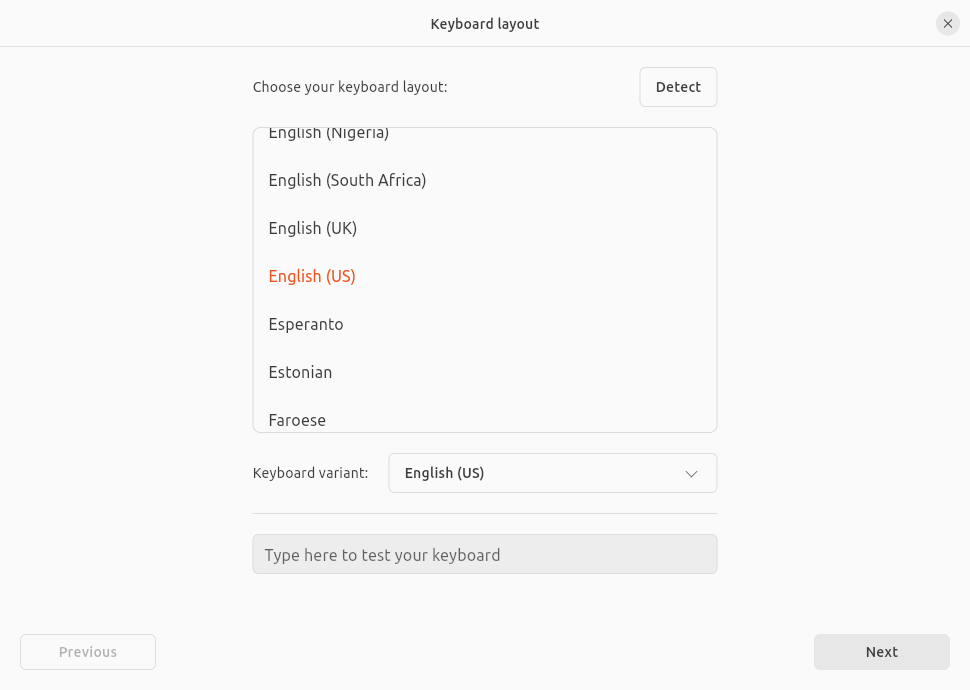 Keyboard layout
Choose your keyboard layout:
Detect
English (Nigeria)
English (South Africa)
English (UK)
English (US)
Esperanto
Estonian
Faroese
Keyboard variant:
English (US)
Type here to test your keyboard
Previous
Next